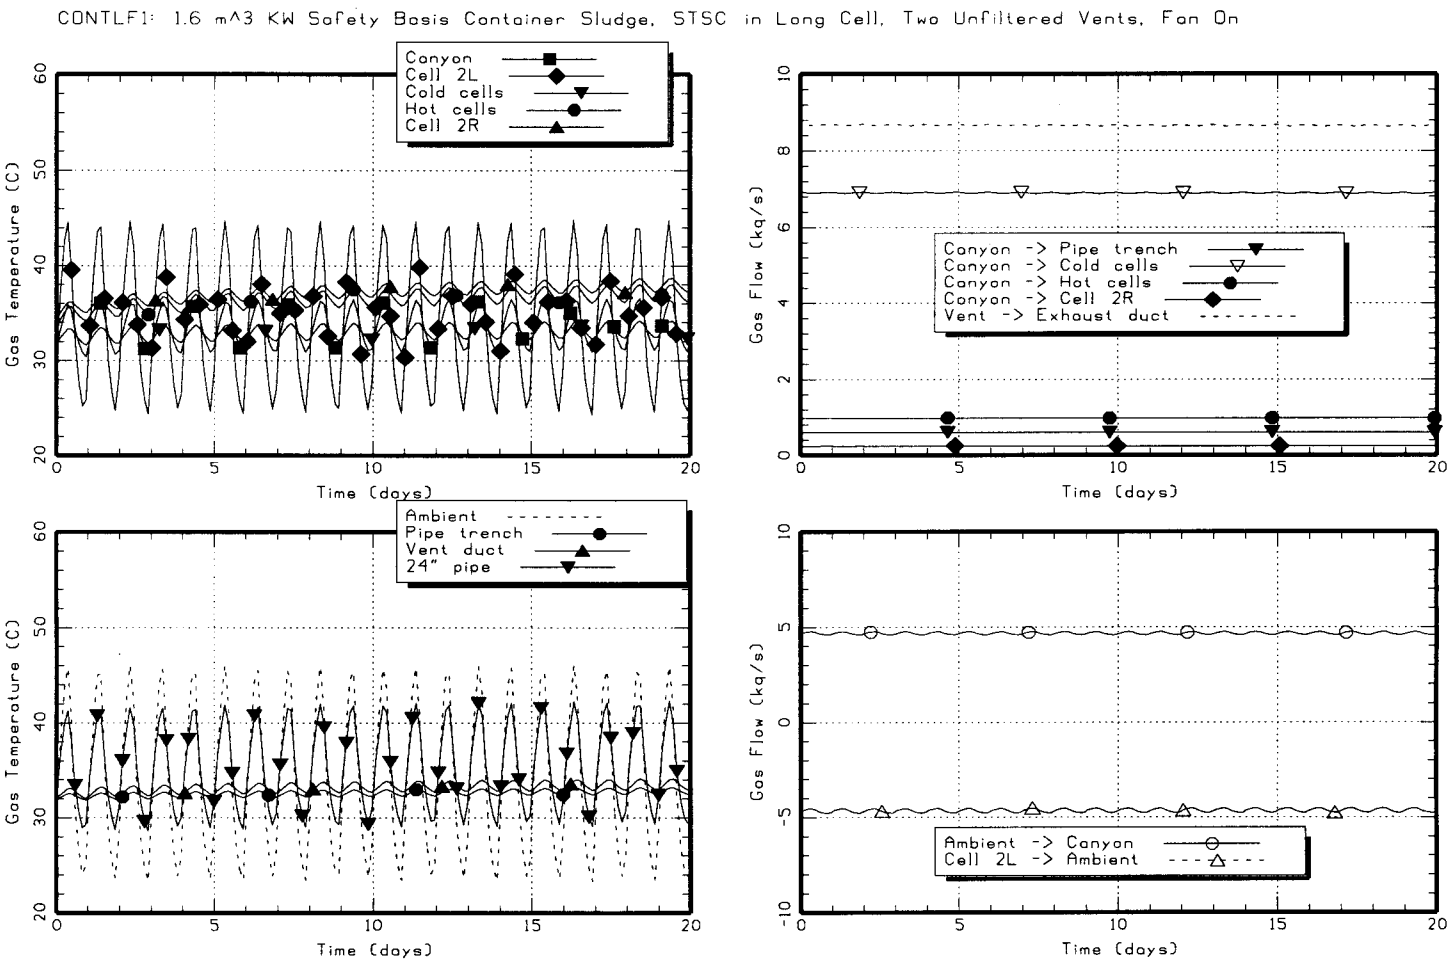 CONTLF1: 1.6 m^3 KW Safety Basis Container Sludge, STSC in Long Cell, Two Unfiltered Vents, Fan On
Canyon
Cell 2L
Cold cells
Hot cells
Cell 2R
Gas Temperature (C)
60
50
40
30
20
0 5 10 15 20
Time (days)
Gas Flow (kg/s)
10
8
6
4
2
0
Canyon -> Pipe trench
Canyon -> Cold cells
Canyon -> Hot cells
Canyon -> Cell 2R
Vent -> Exhaust duct
0 5 10 15 20
Time (days)
Ambient
Pipe trench
Vent duct
24" pipe
Gas Temperature (C)
60
50
40
30
20
0 5 10 15 20
Time (days)
Gas Flow (kg/s)
10
5
0
-5
-10
Ambient -> Canyon
Cell 2L -> Ambient
0 5 10 15 20
Time (days)